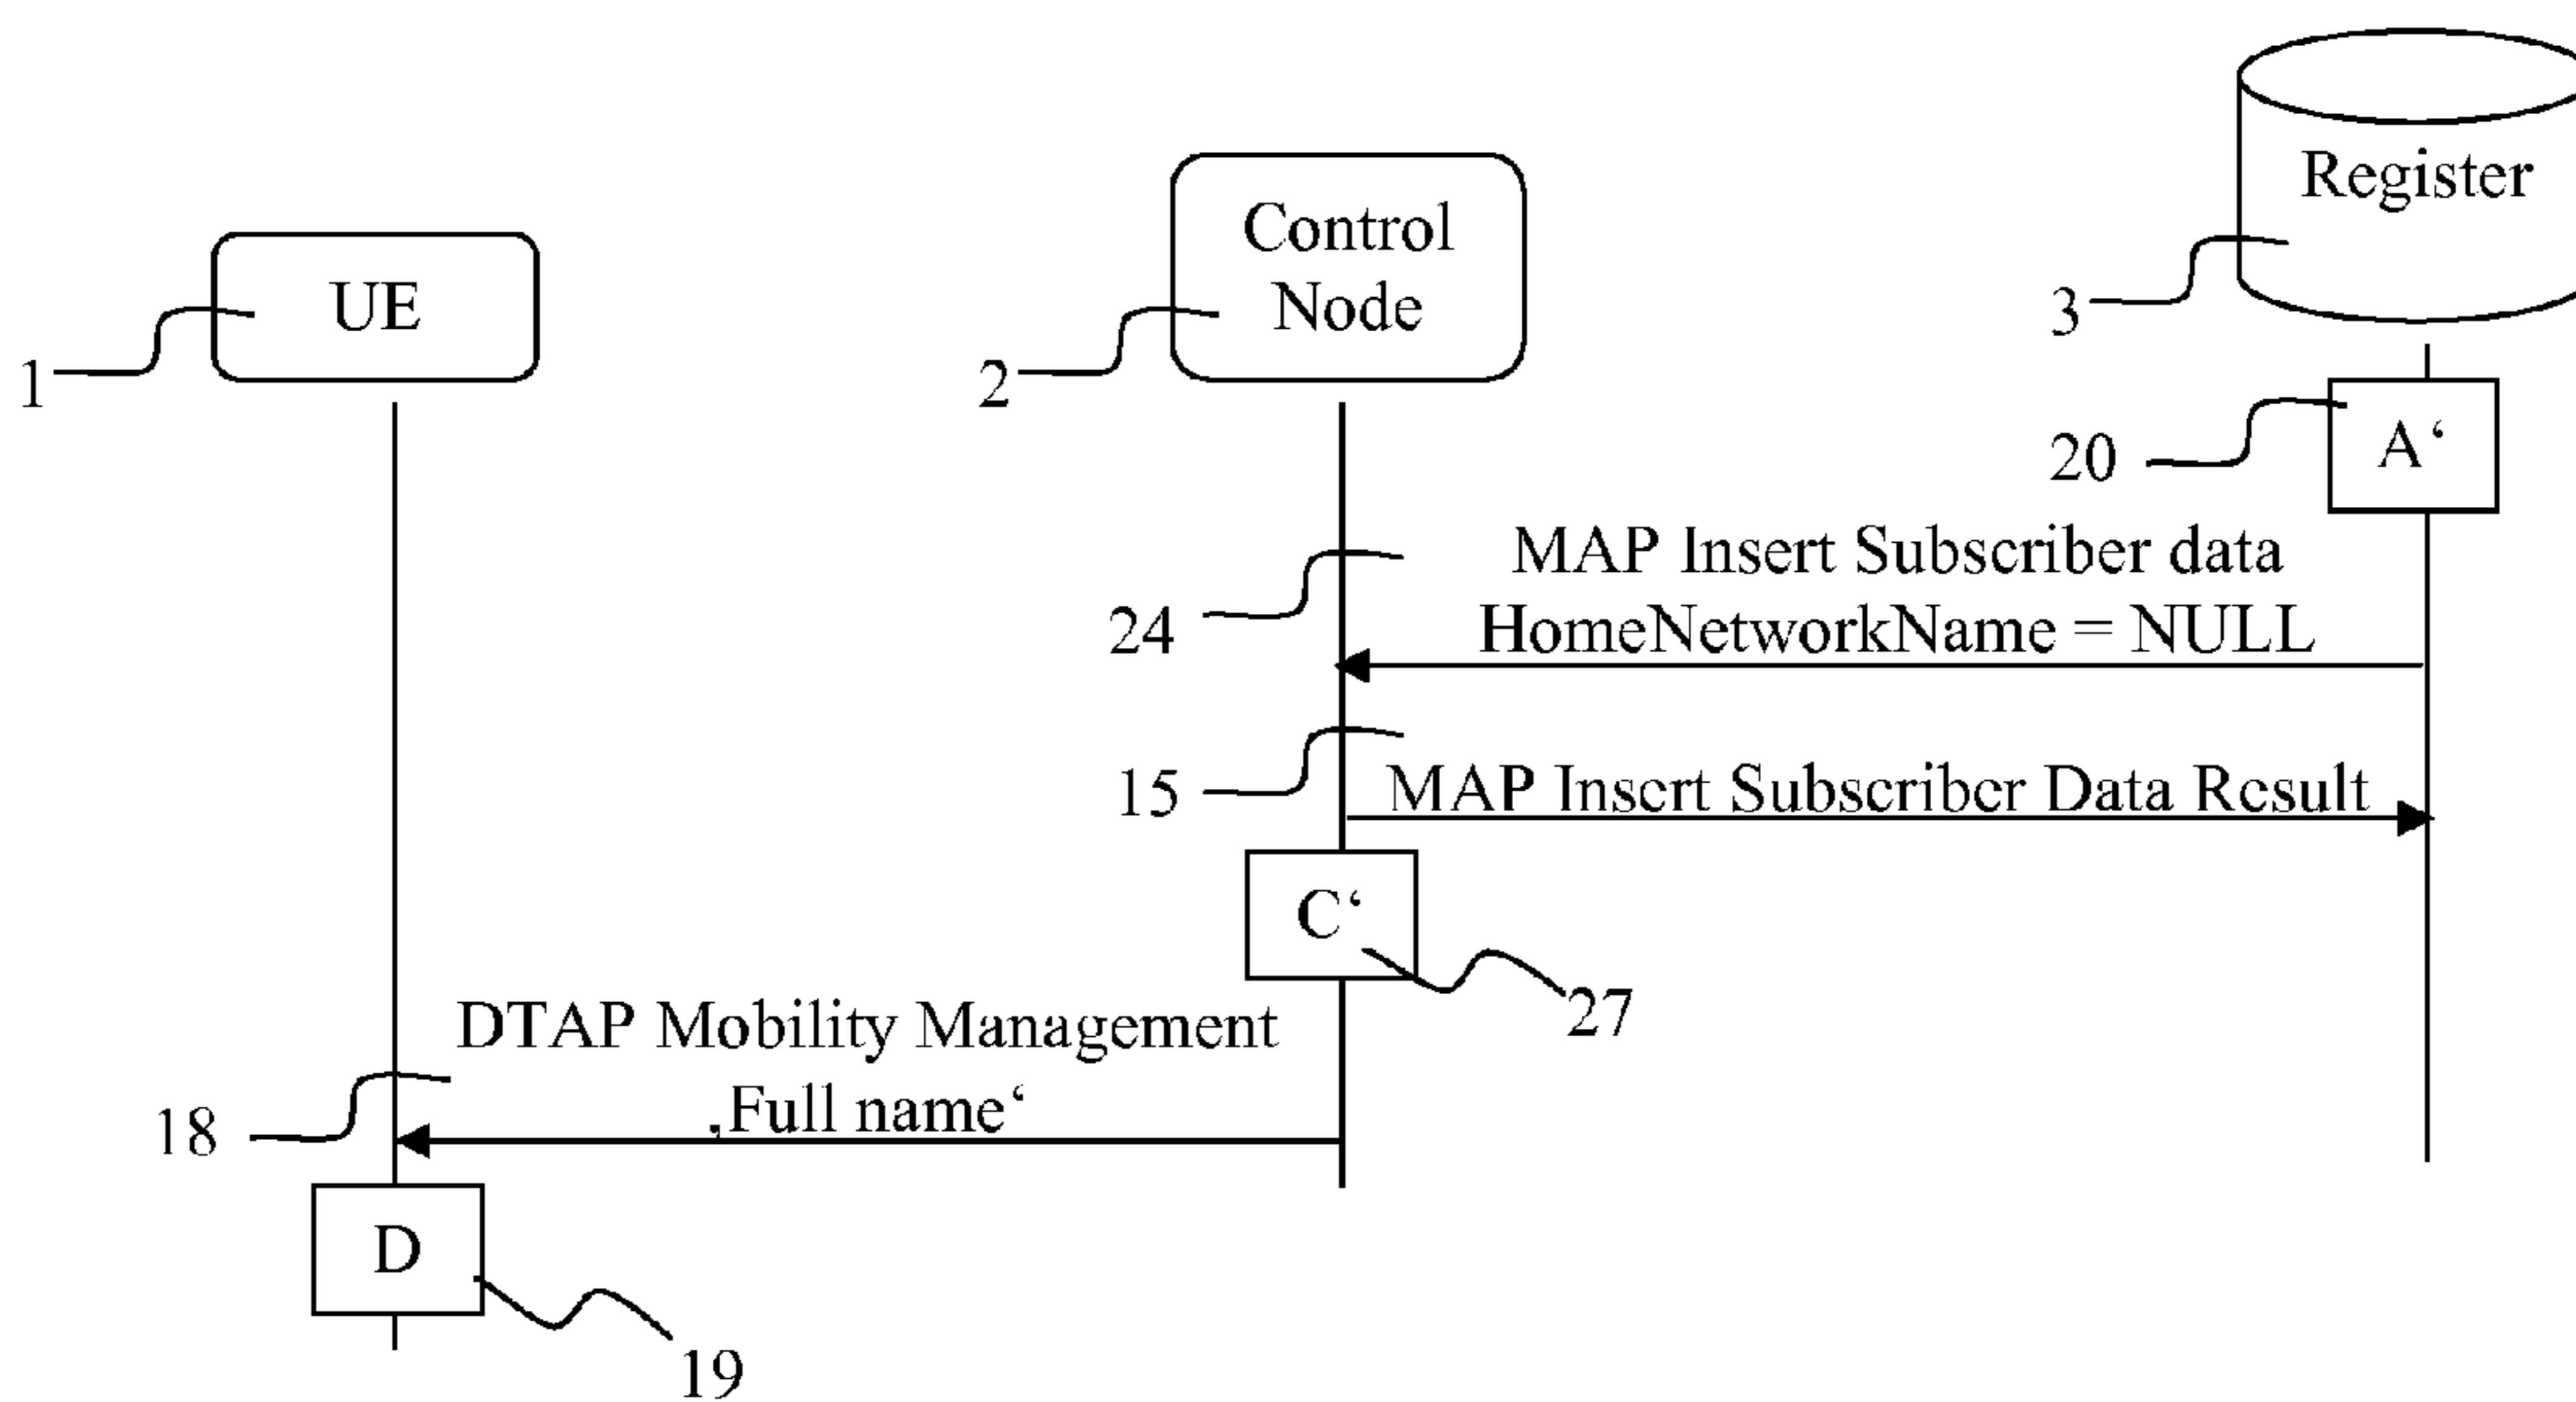 Register
Control
Node
UE
3
1
2
A‘
20
MAP Insert Subscriber data
24
HomeNetworkName = NULL
15
MAP Insert Subscriber Data Result
C‘
27
DTAP Mobility Management
18
‚Full name‘
D
19